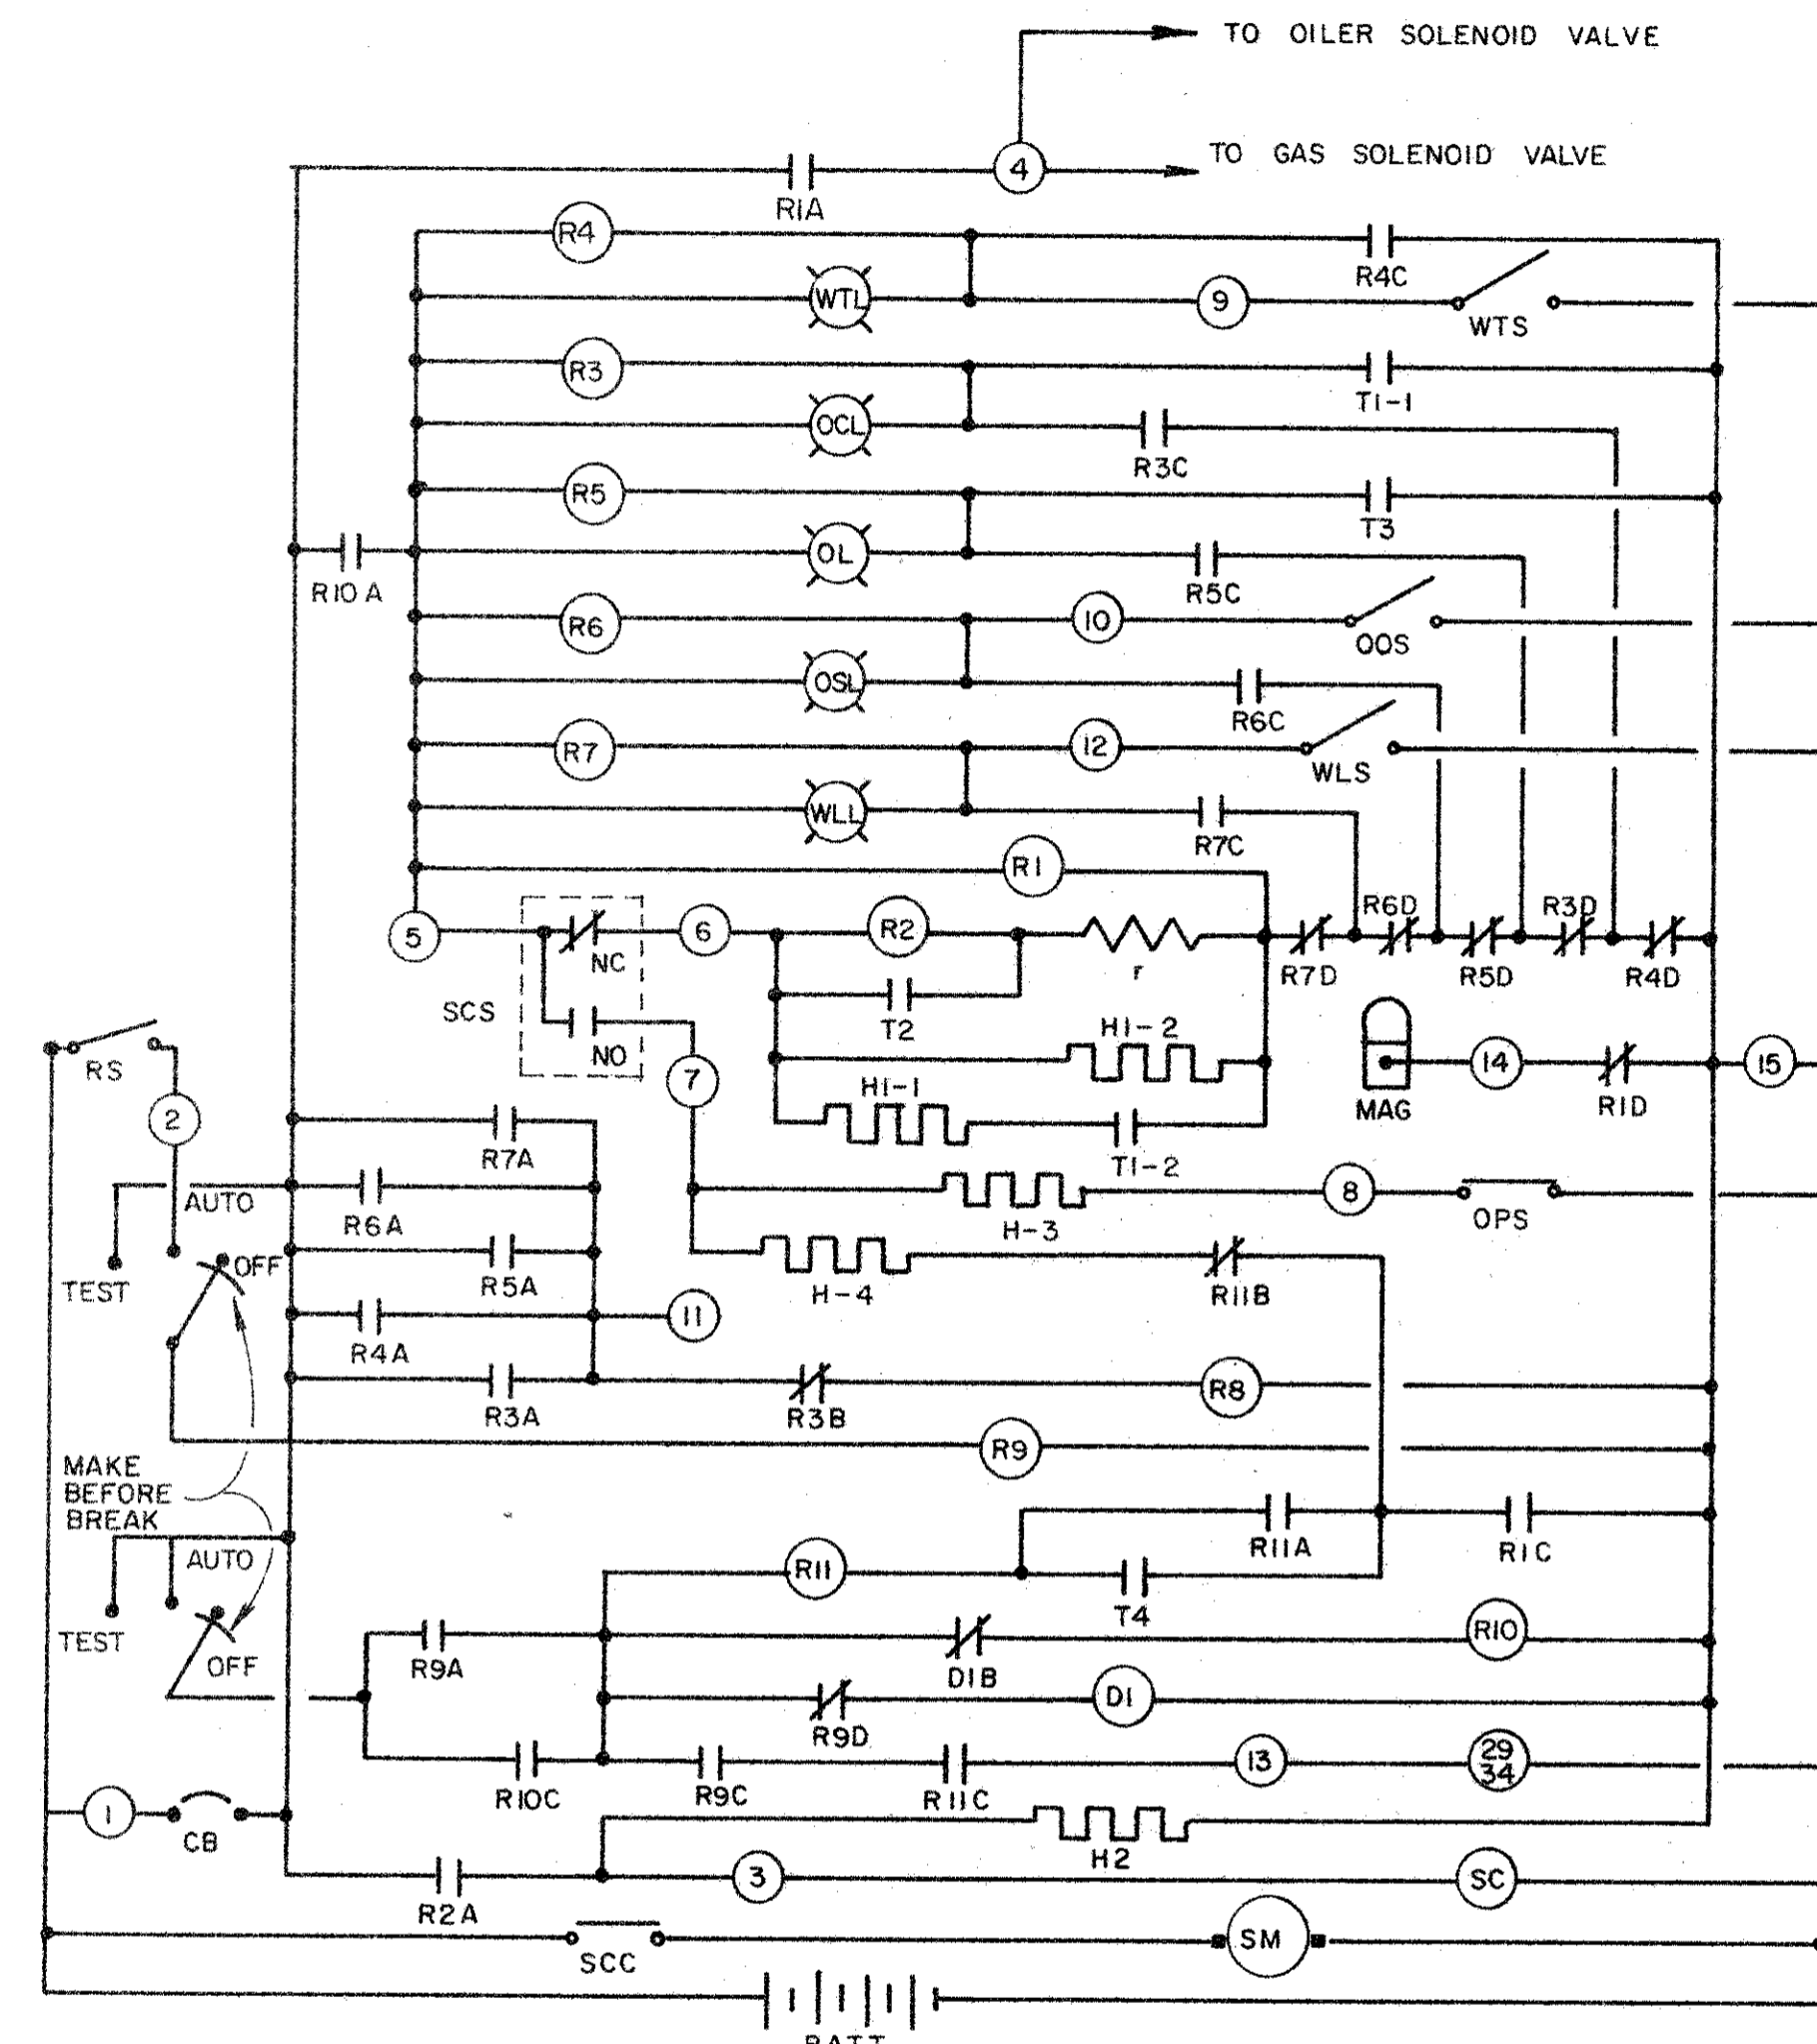 TO OILER SOLENOID VALVE
4
TO GAS SOLENOID VALVE
R1A
R4
R4C
WTL
9
WTS
R3
T1-1
OCL
R3C
R5
T3
OL
R10A
R5C
R6
10
OOS
OSL
R6C
R7
12
WLS
WLL
R7C
R1
5
NC
6
R2
r
R7D
R6D
R5D
R3D
R4D
SCS
NO
T2
7
H1-2
H1-1
T1-2
MAG
14
R1D
15
RS
2
R7A
AUTO
R6A
H-3
8
OPS
TEST
OFF
R5A
H-4
R11B
R4A
11
R3A
R3B
R8
R9
MAKE
BEFORE
BREAK
R11A
R1C
AUTO
R11
T4
TEST
OFF
R9A
D1B
R10
R9D
D1
R10C
R9C
R11C
13
29
34
1
CB
H2
R2A
3
SC
SCC
SM
BATT